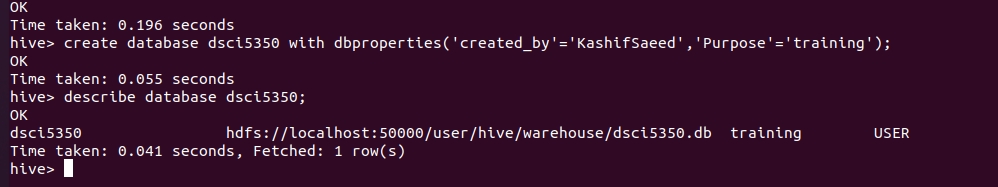 OK
Time taken: 0.196 seconds
hive> create database dsci5350 with dbproperties('created_by'='KashifSaeed','Purpose'='training');
OK
Time taken: 0.055 seconds
hive> describe database dsci5350;
OK
dsci5350                hdfs://localhost:50000/user/hive/warehouse/dsci5350.db  training        USER
Time taken: 0.041 seconds, Fetched: 1 row(s)
hive>